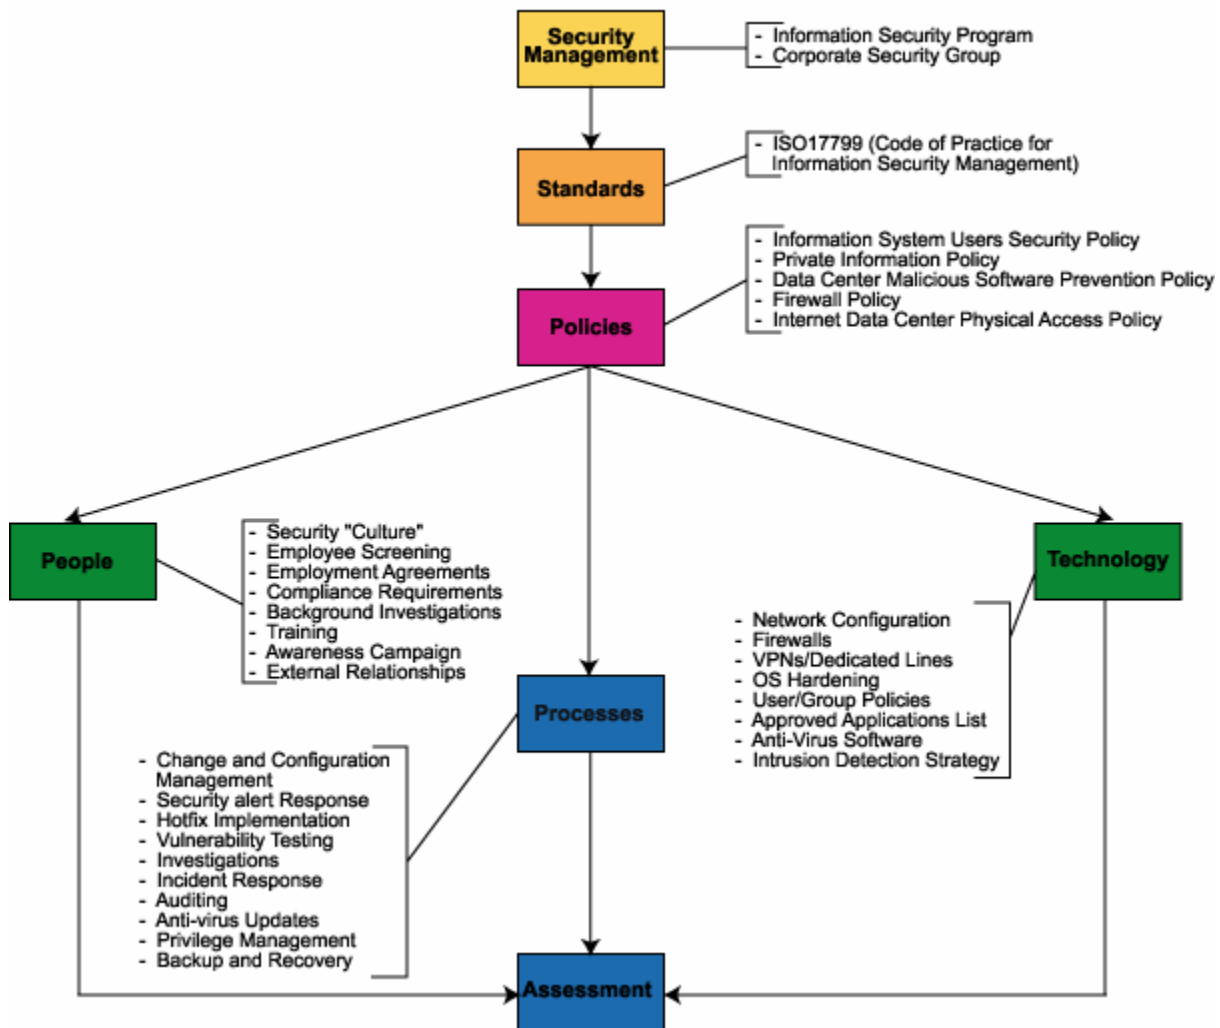 Security
Management
- Information Security Program
- Corporate Security Group
Standards
- ISO17799 (Code of Practice for
Information Security Management)
Policies
- Information System Users Security Policy
- Private Information Policy
- Data Center Malicious Software Prevention Policy
- Firewall Policy
- Internet Data Center Physical Access Policy
People
- Security "Culture"
- Employee Screening
- Employment Agreements
- Compliance Requirements
- Background Investigations
- Training
- Awareness Campaign
- External Relationships
Technology
- Network Configuration
- Firewalls
- VPNs/Dedicated Lines
- OS Hardening
- User/Group Policies
- Approved Applications List
- Anti-Virus Software
- Intrusion Detection Strategy
Processes
- Change and Configuration
Management
- Security alert Response
- Hotfix Implementation
- Vulnerability Testing
- Investigations
- Incident Response
- Auditing
- Anti-virus Updates
- Privilege Management
- Backup and Recovery
Assessment